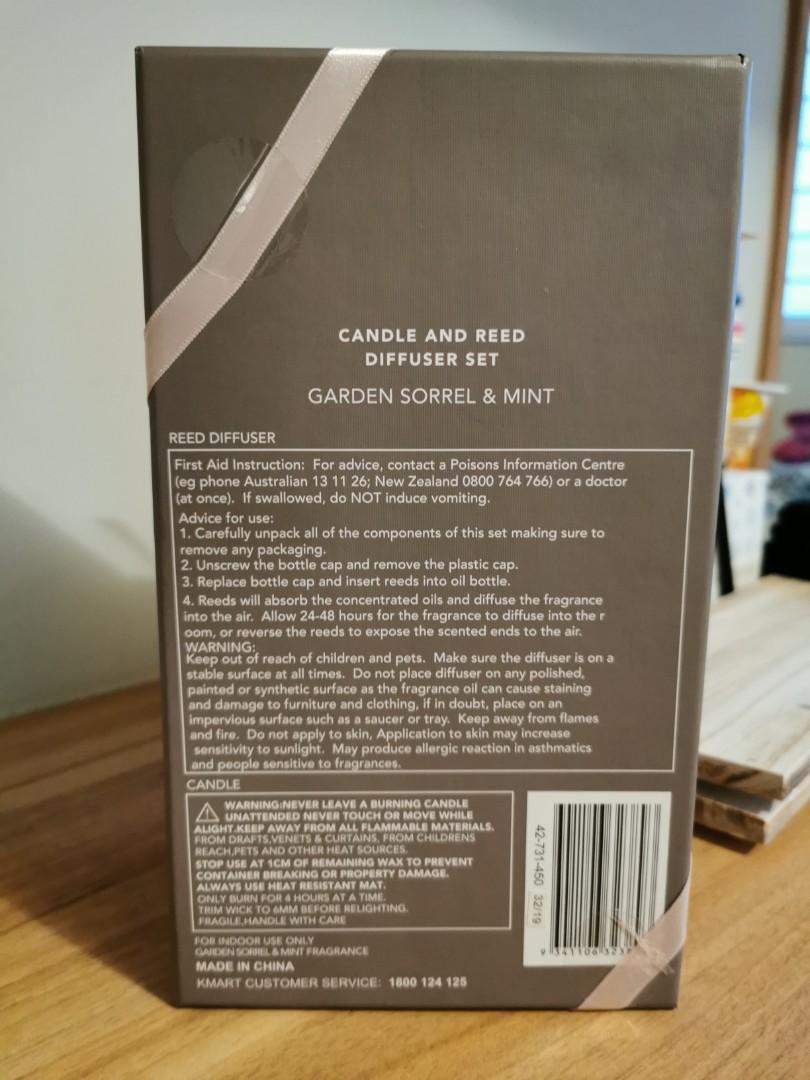 CANDLE AND REED
DIFFUSER SET
GARDEN SORREL & MINT
REED DIFFUSER
First Aid Instruction: For advice, contact a Poisons Information Centre
(eg phone Australian 13 11 26; New Zealand 0800 764 766) or a doctor
(at once). If swallowed, do NOT induce vomiting.
Advice for use:
1. Carefully unpack all of the components of this set making sure to
remove any packaging.
2. Unscrew the bottle cap and remove the plastic cap.
3. Replace bottle cap and insert reeds into oil bottle.
4. Reeds will absorb the concentrated oils and diffuse the fragrance
into the air. Allow 24-48 hours for the fragrance to diffuse into the r
oom, or reverse the reeds to expose the scented ends to the air.
WARNING:
Keep out of reach of children and pets. Make sure the diffuser is on a
stable surface at all times. Do not place diffuser on any polished,
painted or synthetic surface as the fragrance oil can cause staining
and damage to furniture and clothing, if in doubt, place on an
impervious surface such as a saucer or tray. Keep away from flames
and fire. Do not apply to skin, Application to skin may increase
sensitivity to sunlight. May produce allergic reaction in asthmatics
and people sensitive to fragrances.
CANDLE
WARNING:NEVER LEAVE A BURNING CANDLE
UNATTENDED NEVER TOUCH OR MOVE WHILE
ALIGHT.KEEP AWAY FROM ALL FLAMMABLE MATERIALS.
FROM DRAFTS,VENETS & CURTAINS, FROM CHILDRENS
REACH,PETS AND OTHER HEAT SOURCES.
STOP USE AT 1CM OF REMAINING WAX TO PREVENT
CONTAINER BREAKING OR PROPERTY DAMAGE.
ALWAYS USE HEAT RESISTANT MAT.
ONLY BURN FOR 4 HOURS AT A TIME.
TRIM WICK TO 6MM BEFORE RELIGHTING.
FRAGILE,HANDLE WITH CARE
42-731-450 32/19
FOR INDOOR USE ONLY
GARDEN SORREL & MINT FRAGRANCE
MADE IN CHINA
KMART CUSTOMER SERVICE: 1800 124 125